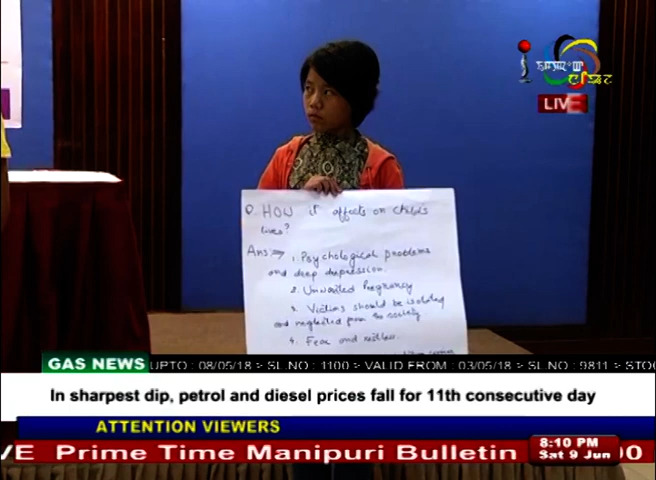 LIVE
Q. HOW it affects on child's
lives?
Ans:⇒ 1. Psychological problems
and deep depression.
2. Unwanted Pregnancy
3. Victims should be isolated
and neglected from the society
4. Fear and
GAS NEWS
UPTO : 08/05/18 > SL.NO : 1100 > VALID FROM : 03/05/18 > SL.NO : 9811 > STOC
In sharpest dip, petrol and diesel prices fall for 11th consecutive day
ATTENTION VIEWERS
VE Prime Time Manipuri Bulletin
8:10 PM
Sat 9 Jun